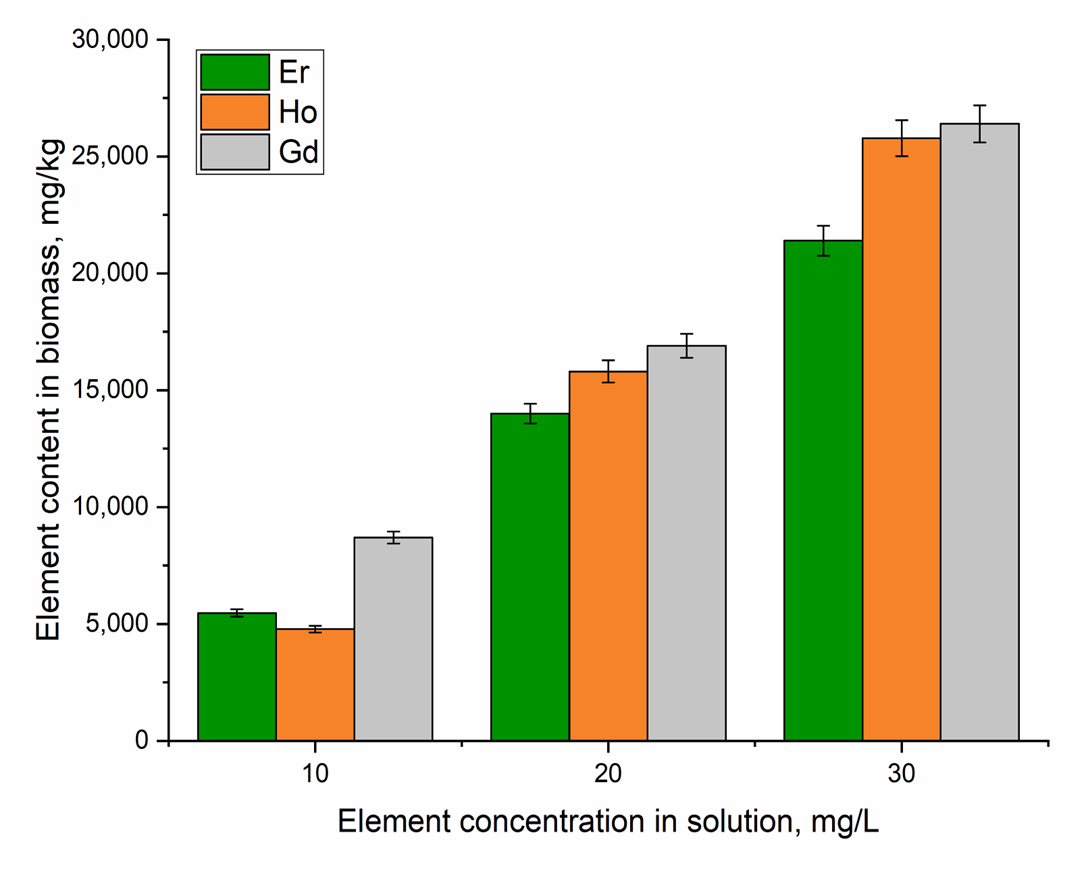 30,000
25,000
20,000
15,000
10,000
5,000
0
Er
Ho
Gd
Element content in biomass, mg/kg
10
20
30
Element concentration in solution, mg/L